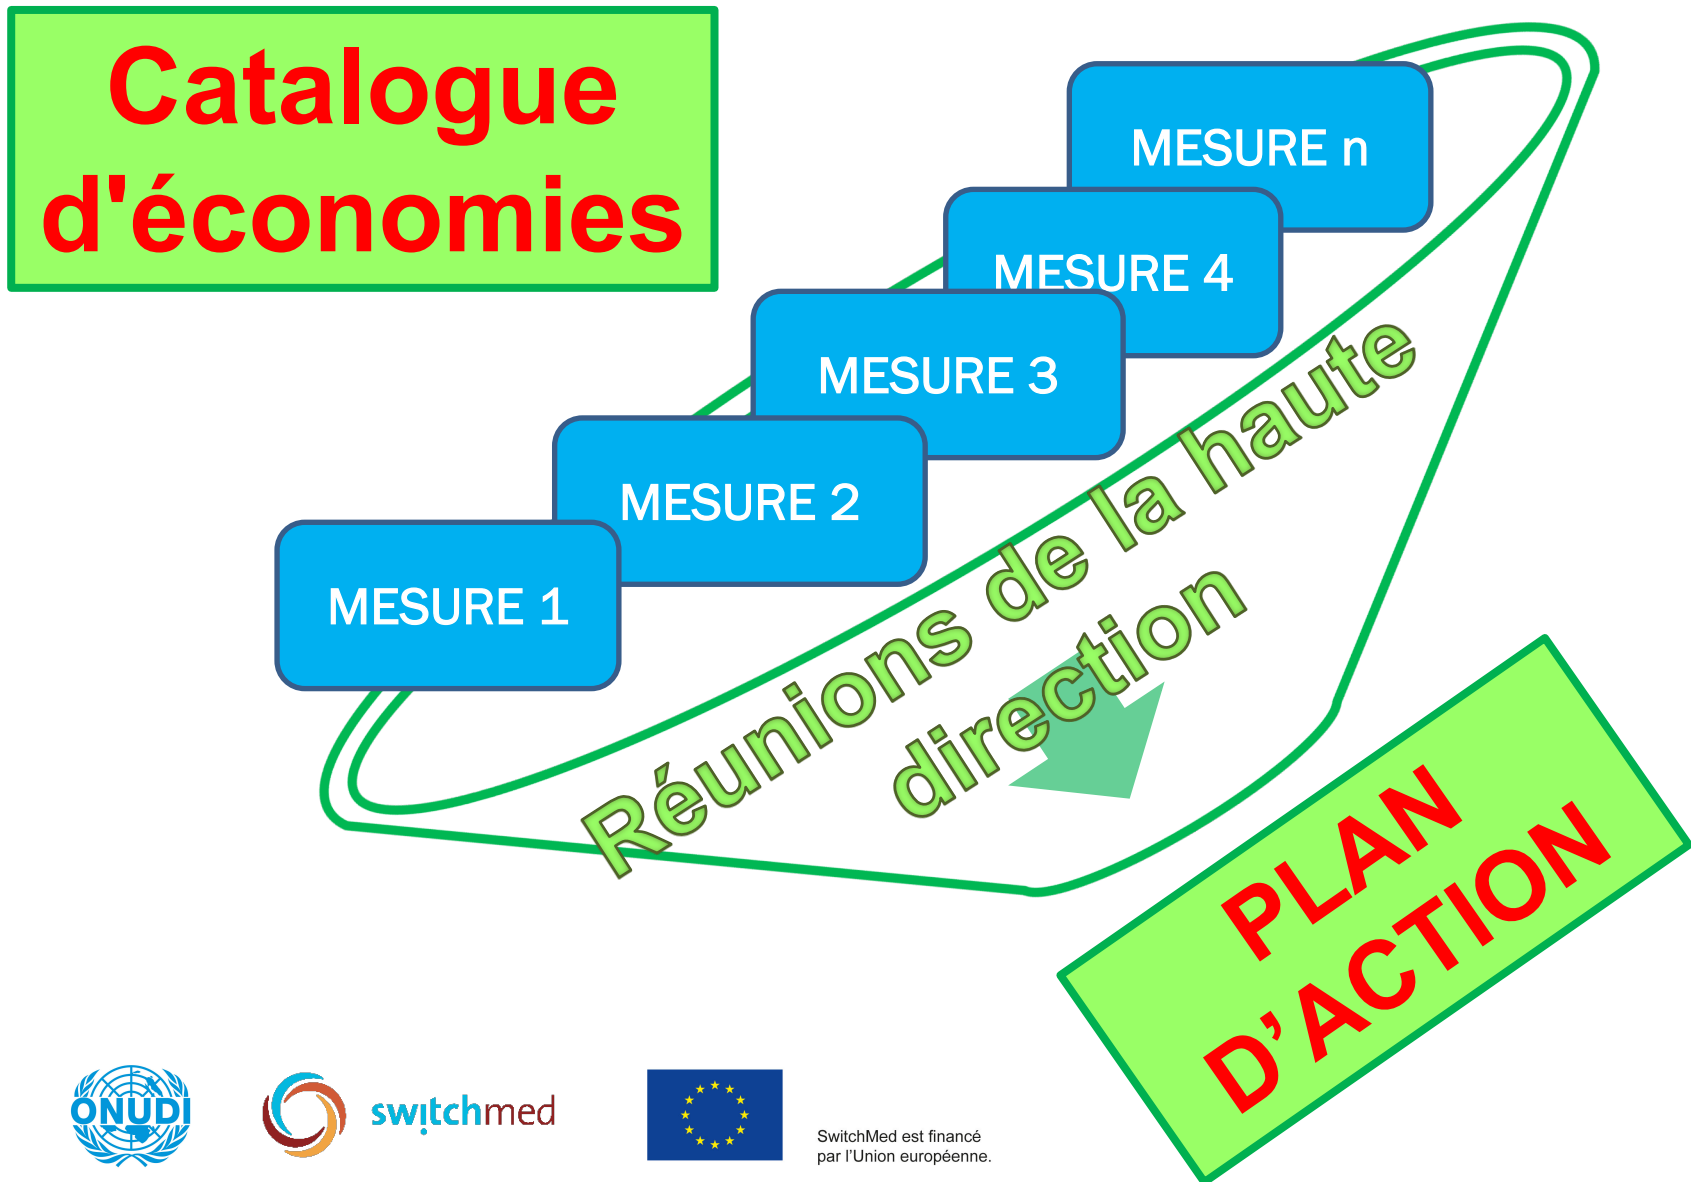 Catalogue
d'économies
MESURE n
MESURE 4
MESURE 3
MESURE 2
MESURE 1
Réunions de la haute
direction
PLAN
D’ACTION
ONUDI
switchmed
SwitchMed est financé
par l’Union européenne.